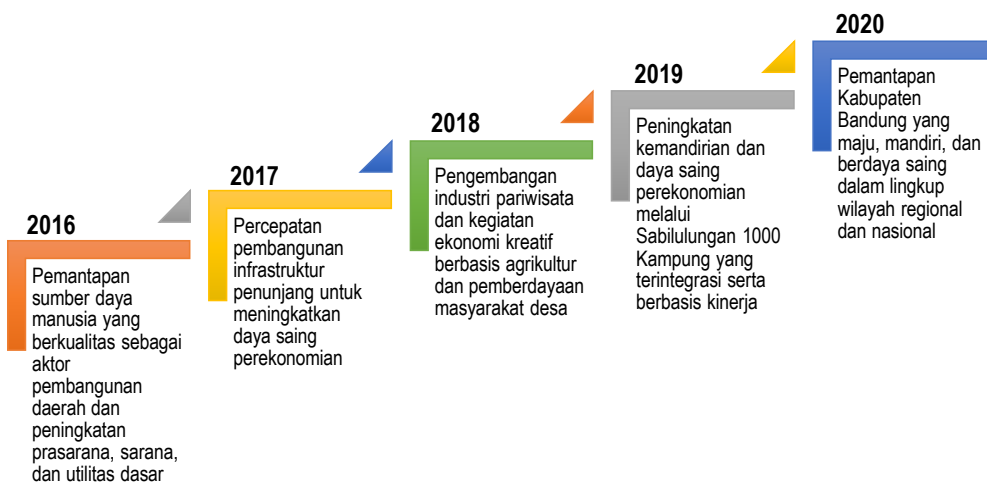 2016
Pemantapan
sumber daya
manusia yang
berkualitas sebagai
aktor
pembangunan
daerah dan
peningkatan
prasarana, sarana,
dan utilitas dasar
2017
Percepatan
pembangunan
infrastruktur
penunjang untuk
meningkatkan
daya saing
perekonomian
2018
Pengembangan
industri pariwisata
dan kegiatan
ekonomi kreatif
berbasis agrikultur
dan pemberdayaan
masyarakat desa
2019
Peningkatan
kemandirian dan
daya saing
perekonomian
melalui
Sabilulungan 1000
Kampung yang
terintegrasi serta
berbasis kinerja
2020
Pemantapan
Kabupaten
Bandung yang
maju, mandiri, dan
berdaya saing
dalam lingkup
wilayah regional
dan nasional